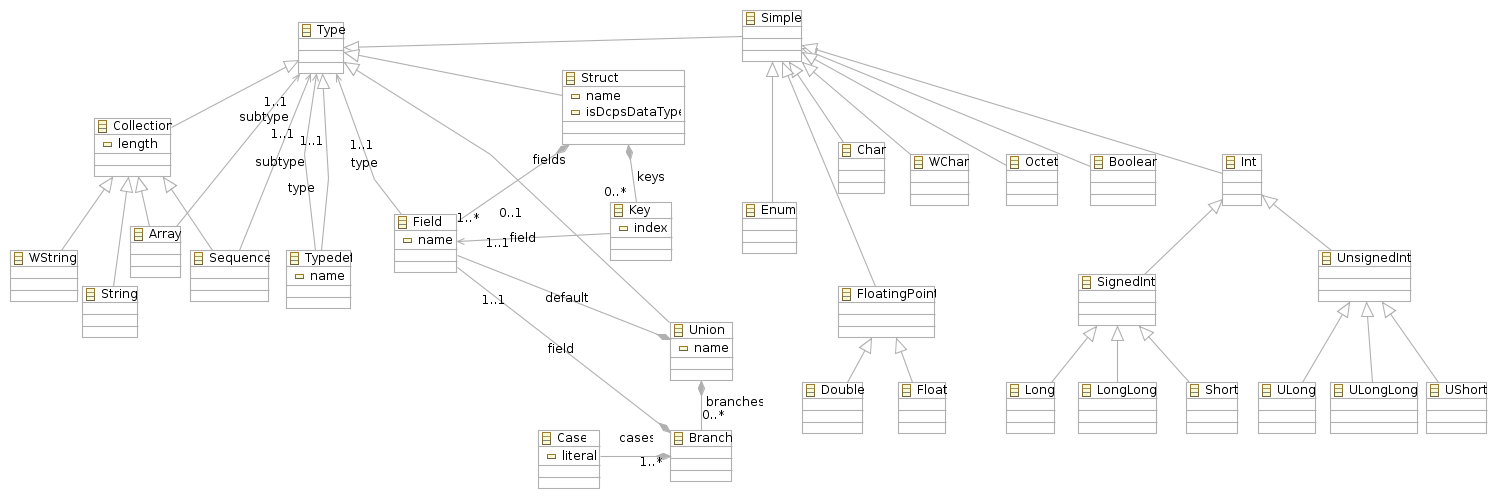 Simple
Type
Struct
name
isDcpsDataType
1..1
subtype
Collection
length
1..1
subtype
1..1
type
1..1
type
fields
keys
0..*
Char
WChar
Octet
Boolean
Int
Key
index
Enum
Field
name
1..*
0..1
1..1
field
Array
WString
Sequence
Typedef
name
String
UnsignedInt
SignedInt
FloatingPoint
1..1
default
field
Union
name
branches
0..*
Double
Float
Long
LongLong
Short
ULong
ULongLong
UShort
Case
literal
cases
1..*
Branch